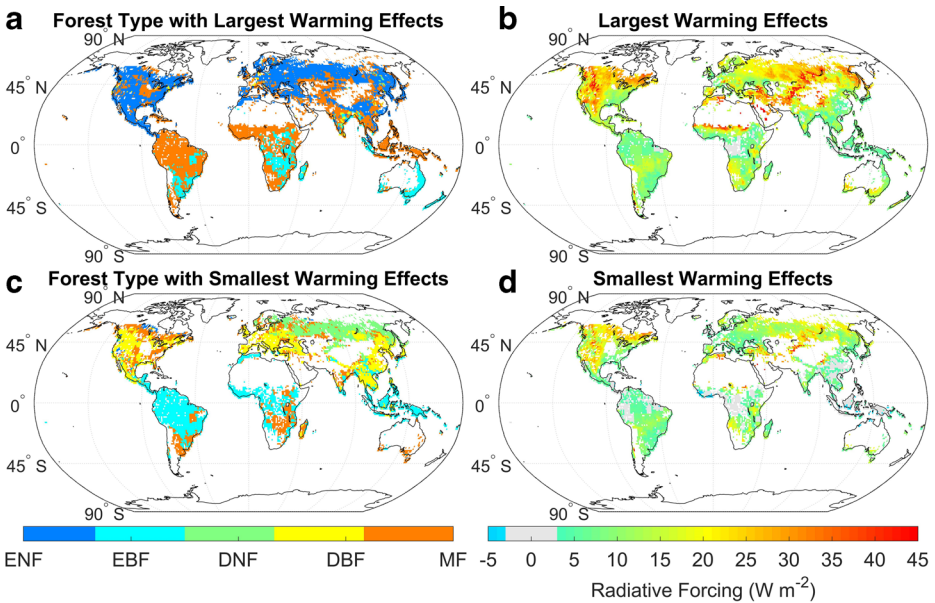 a Forest Type with Largest Warming Effects
90° N
45° N
0°
45° S
90° S
b Largest Warming Effects
90° N
45° N
0°
45° S
90° S
c Forest Type with Smallest Warming Effects
90° N
45° N
0°
45° S
90° S
d Smallest Warming Effects
90° N
45° N
0°
45° S
90° S
ENF EBF DNF DBF MF
-5 0 5 10 15 20 25 30 35 40 45
Radiative Forcing (W m⁻²)